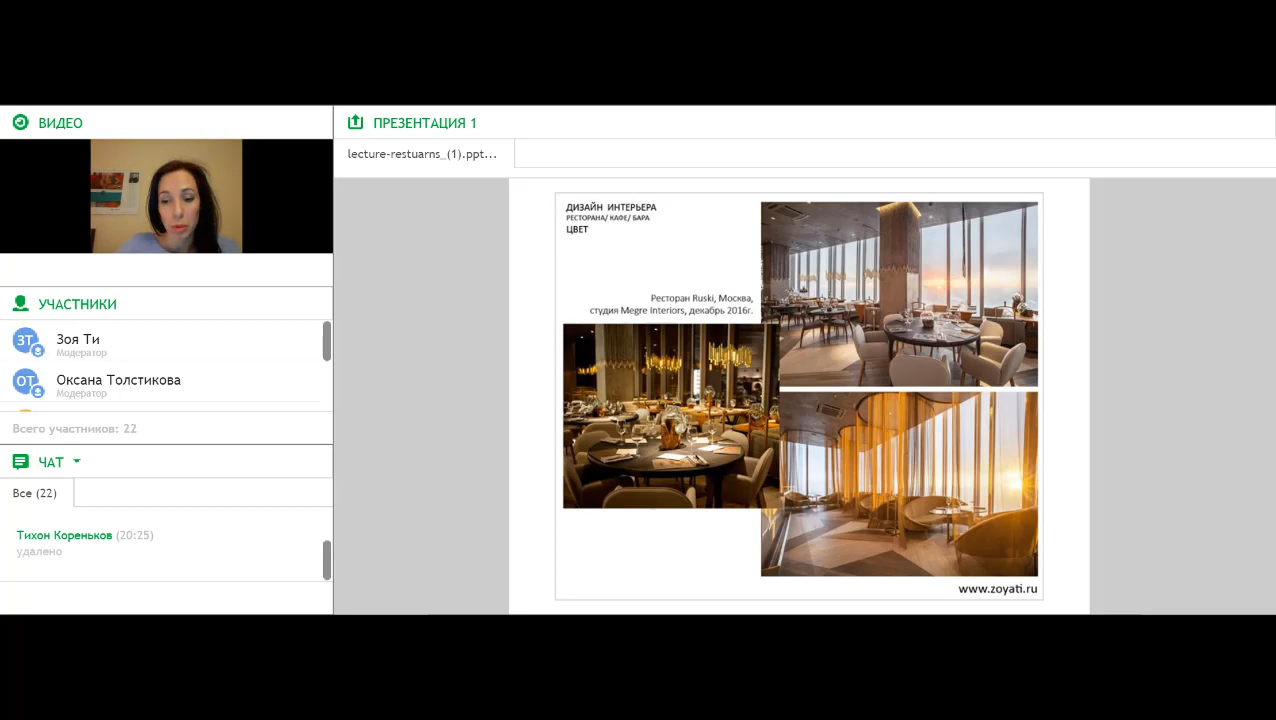 ВИДЕО
УЧАСТНИКИ
ЗТ
Зоя Ти
Модератор
ОТ
Оксана Толстикова
Модератор
Всего участников: 22
ЧАТ
Все (22)
Тихон Кореньков (20:25)
удалено
ПРЕЗЕНТАЦИЯ 1
lecture-restuarns_(1).ppt...
ДИЗАЙН ИНТЕРЬЕРА
РЕСТОРАНА/ КАФЕ/ БАРА
ЦВЕТ
Ресторан Ruski, Москва,
студия Megre Interiors, декабрь 2016г.
www.zoyati.ru